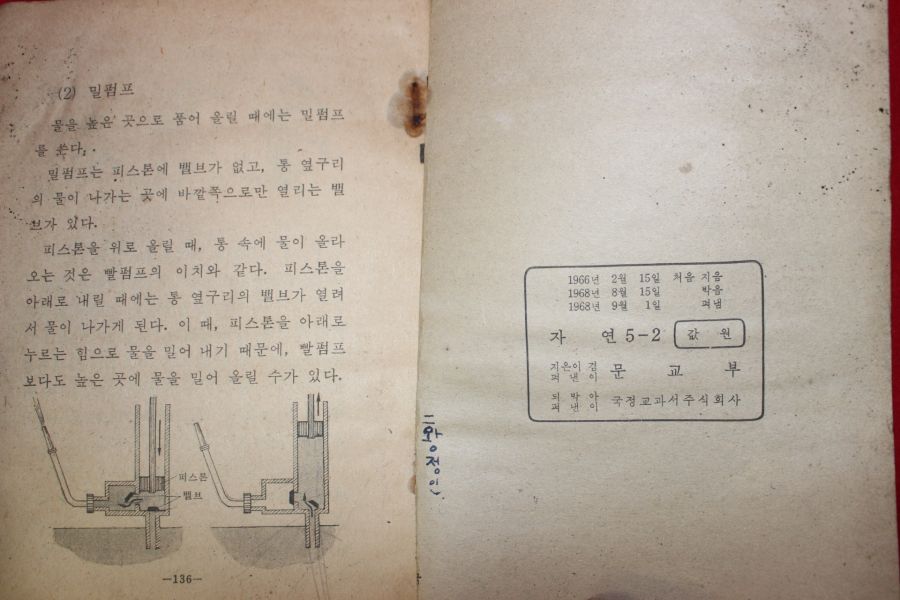 (2) 밀펌프
물을 높은 곳으로 품어 올릴 때에는 밀펌프
를 쓴다.
밀펌프는 피스톤에 밸브가 없고, 통 옆구리
의 물이 나가는 곳에 바깥쪽으로만 열리는 밸
브가 있다.
피스톤을 위로 올릴 때, 통 속에 물이 올라
오는 것은 빨펌프의 이치와 같다. 피스톤을
아래로 내릴 때에는 통 옆구리의 밸브가 열려
서 물이 나가게 된다. 이 때, 피스톤을 아래로
누르는 힘으로 물을 밀어 내기 때문에, 빨펌프
보다도 높은 곳에 물을 밀어 올릴 수가 있다.
피스톤
밸브
—136—
1966년 2월 15일 처음 지음
1968년 8월 15일 박음
1968년 9월 1일 펴냄
자 연 5-2 값 원
지은이 겸
펴낸이 문교부
되박아
펴낸이 국정교과서주식회사
왕정